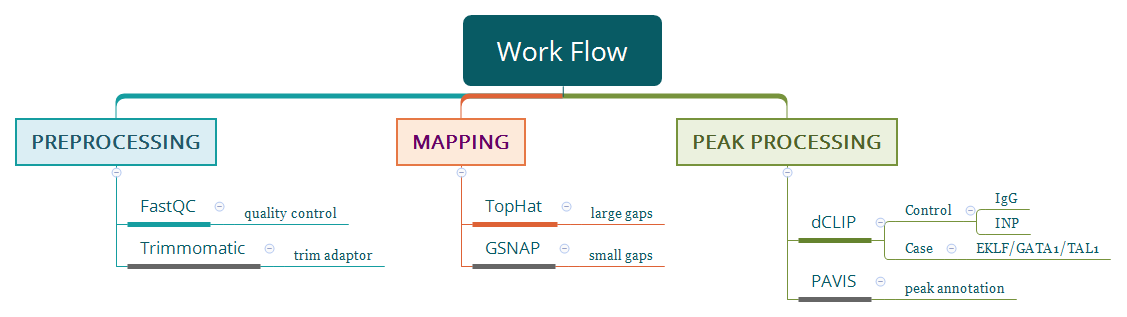 Work Flow
PREPROCESSING
FastQC
quality control
Trimmomatic
trim adaptor
MAPPING
TopHat
large gaps
GSNAP
small gaps
PEAK PROCESSING
dCLIP
Control
IgG
INP
Case
EKLF/GATA1/TAL1
PAVIS
peak annotation